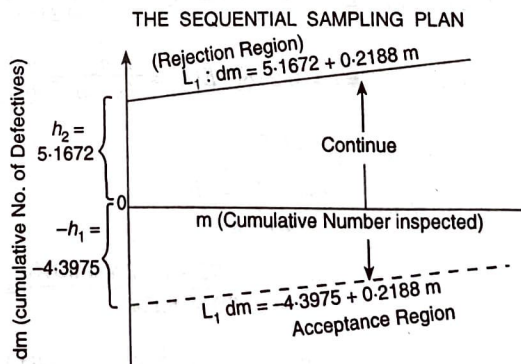 THE SEQUENTIAL SAMPLING PLAN
(Rejection Region)
L₁ : dm = 5·1672 + 0.2188 m
h₂ =
5·1672
Continue
0
m (Cumulative Number inspected)
–h₁ =
–4·3975
L₁ dm = –4·3975 + 0·2188 m
Acceptance Region
dm (cumulative No. of Defectives)